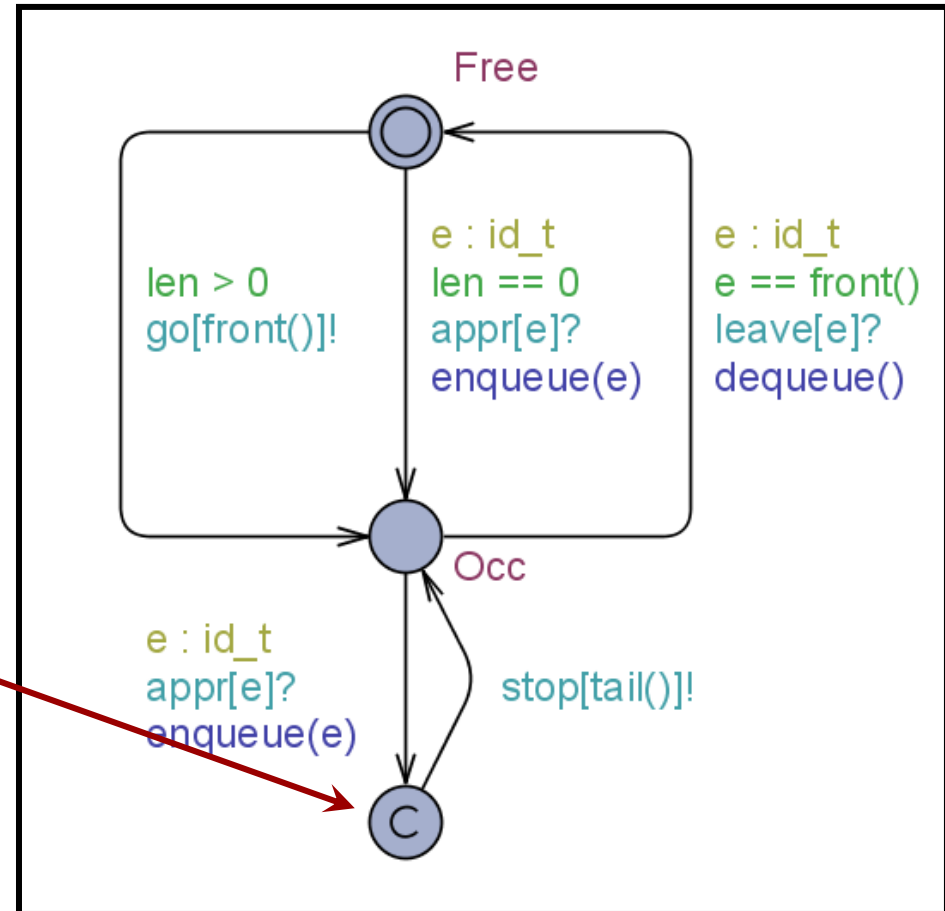 Free
len > 0
go[front()]!
e : id_t
len == 0
appr[e]?
enqueue(e)
e : id_t
e == front()
leave[e]?
dequeue()
Occ
e : id_t
appr[e]?
enqueue(e)
stop[tail()]!
C